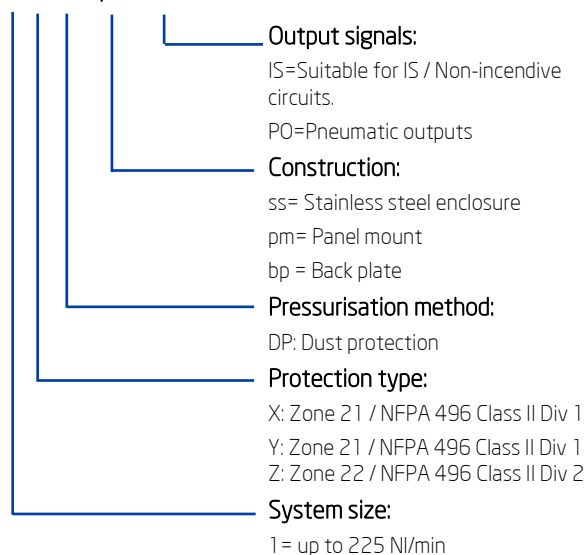 Output signals:
IS=Suitable for IS / Non-incendive
circuits.
PO=Pneumatic outputs
Construction:
ss= Stainless steel enclosure
pm= Panel mount
bp = Back plate
Pressurisation method:
DP: Dust protection
Protection type:
X: Zone 21 / NFPA 496 Class II Div 1
Y: Zone 21 / NFPA 496 Class II Div 1
Z: Zone 22 / NFPA 496 Class II Div 2
System size:
1= up to 225 Nl/min